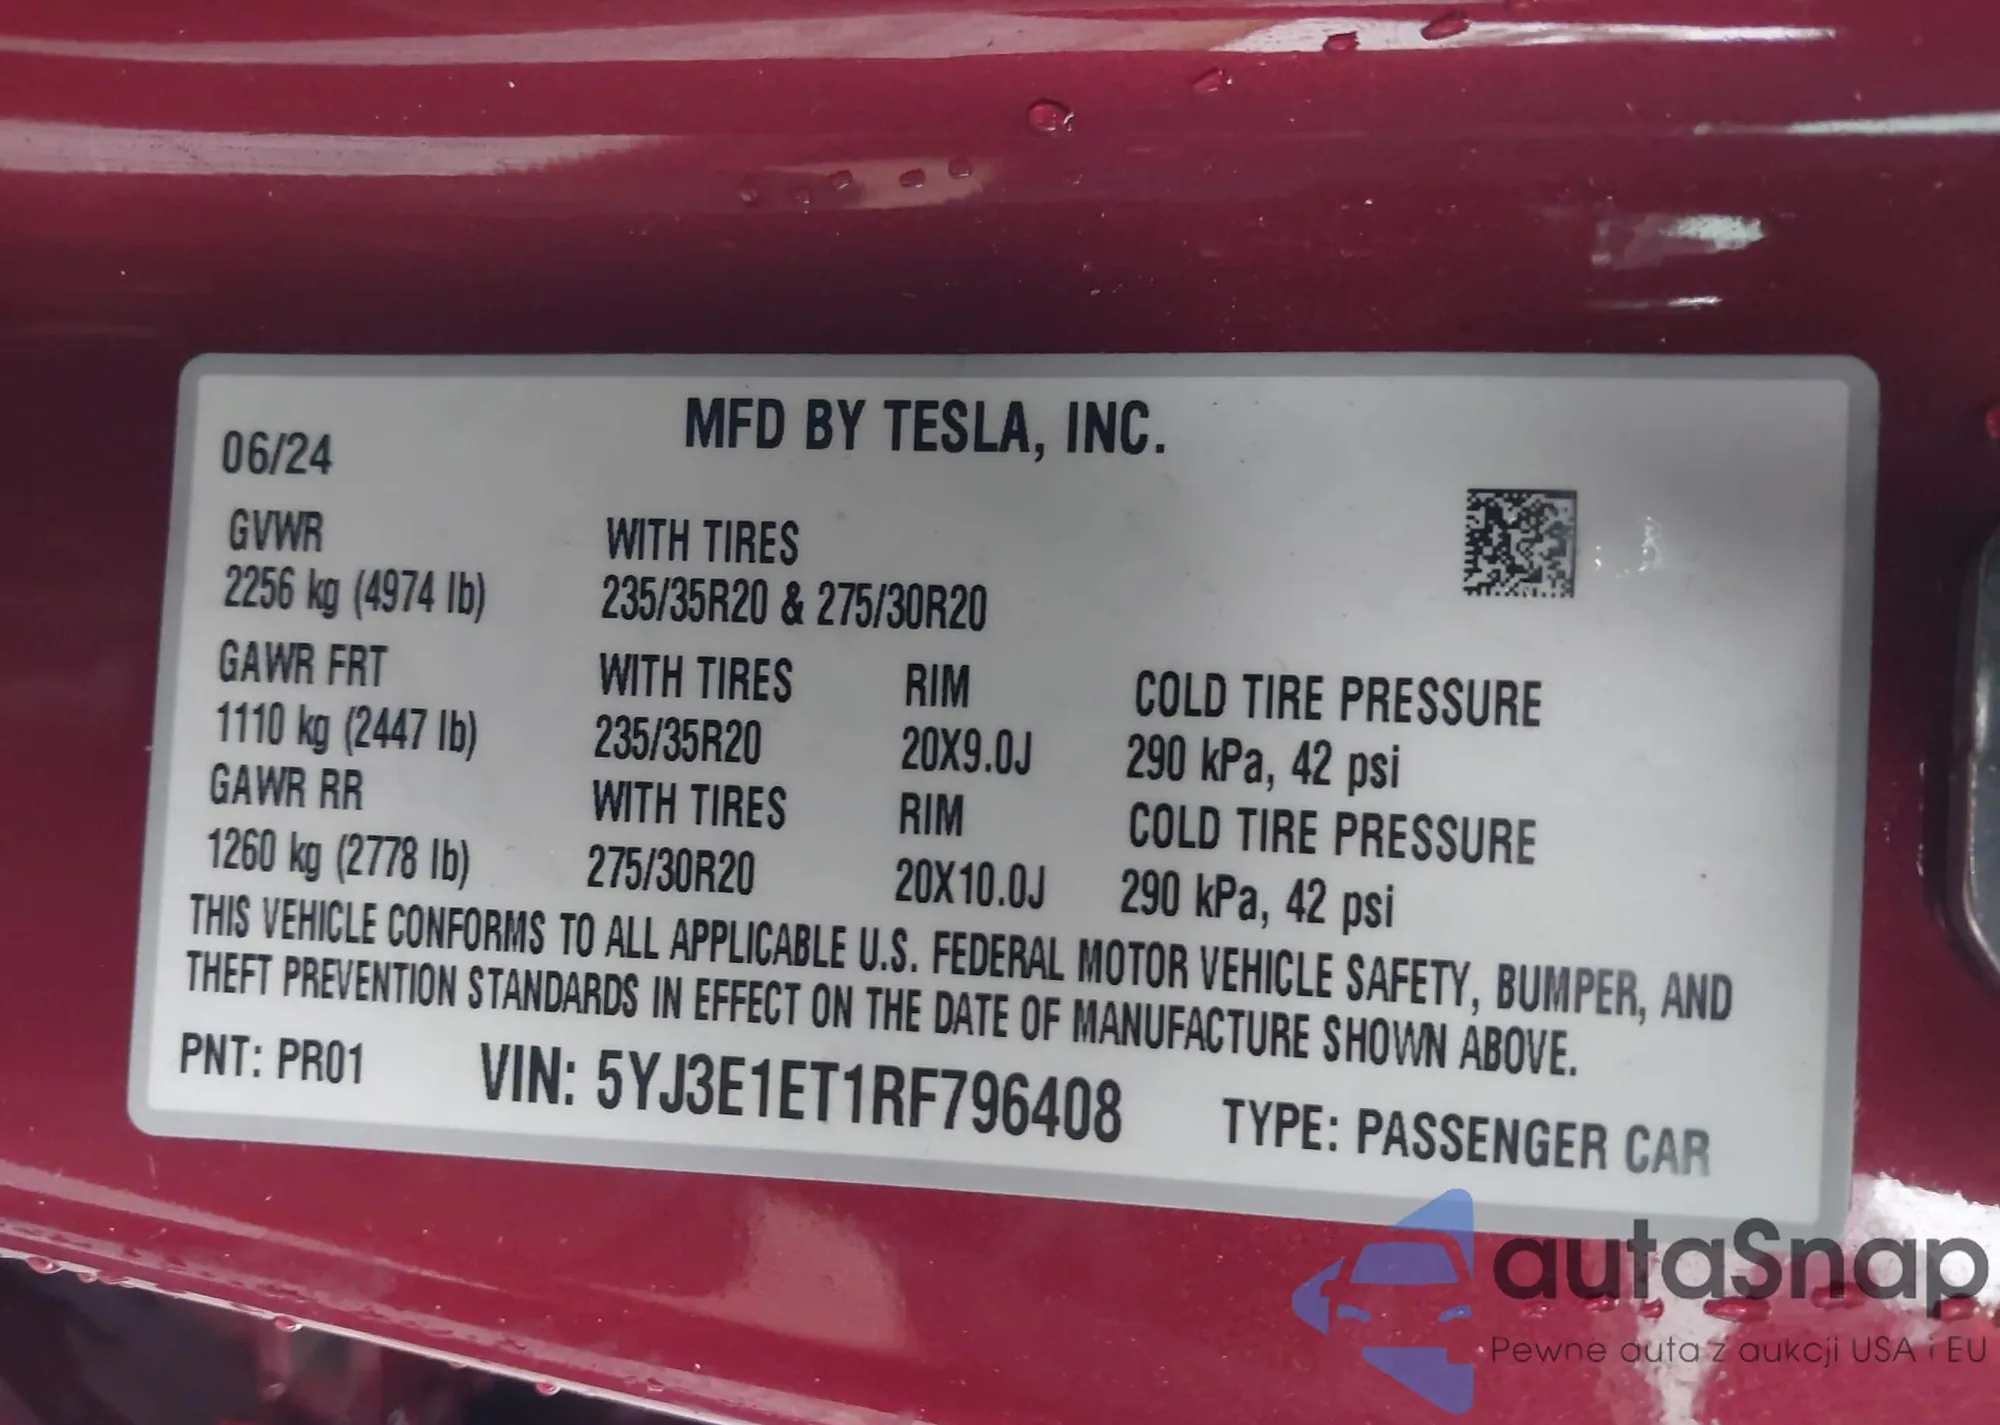 06/24
MFD BY TESLA, INC.
GVWR WITH TIRES
2256 kg (4974 lb) 235/35R20 & 275/30R20
GAWR FRT WITH TIRES RIM COLD TIRE PRESSURE
1110 kg (2447 lb) 235/35R20 20X9.0J 290 kPa, 42 psi
GAWR RR WITH TIRES RIM COLD TIRE PRESSURE
1260 kg (2778 lb) 275/30R20 20X10.0J 290 kPa, 42 psi
THIS VEHICLE CONFORMS TO ALL APPLICABLE U.S. FEDERAL MOTOR VEHICLE SAFETY, BUMPER, AND
THEFT PREVENTION STANDARDS IN EFFECT ON THE DATE OF MANUFACTURE SHOWN ABOVE.
PNT: PR01 VIN: 5YJ3E1ET1RF796408 TYPE: PASSENGER CAR
autaSnap
Pewne auta z aukcji USA i EU